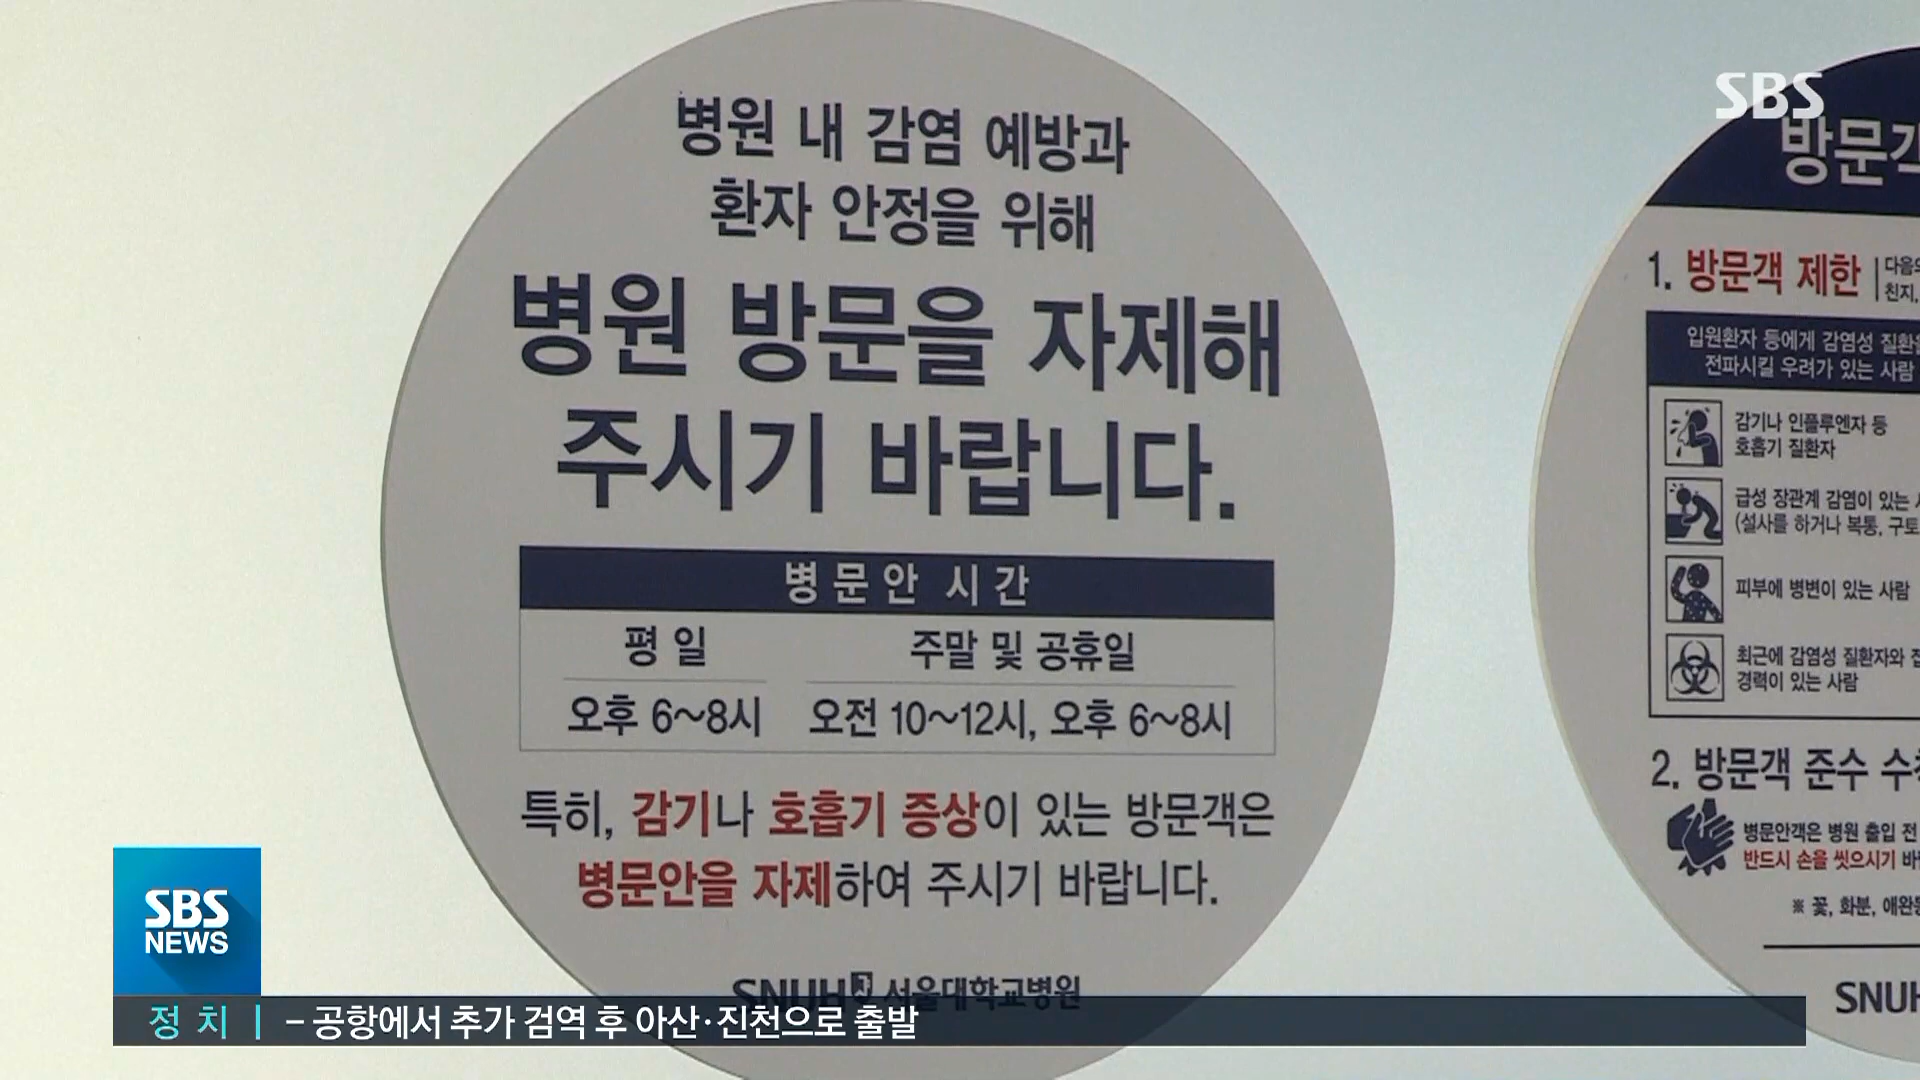 병원 내 감염 예방과
환자 안정을 위해
병원 방문을 자제해
주시기 바랍니다.
병문안 시간
평 일
주말 및 공휴일
오후 6~8시
오전 10~12시, 오후 6~8시
특히, 감기나 호흡기 증상이 있는 방문객은
병문안을 자제하여 주시기 바랍니다.
SNUH 서울대학교병원
SBS
방문객
1. 방문객 제한
친지,
입원환자 등에게 감염성 질환을
전파시킬 우려가 있는 사람
감기나 인플루엔자 등
호흡기 질환자
급성 장관계 감염이 있는
(설사를 하거나 복통, 구토
피부에 병변이 있는 사람
최근에 감염성 질환자와
경력이 있는 사람
2. 방문객 준수
병문안객은 병원 출입 전
반드시 손을 씻으시기
※ 꽃, 화분,
SNUH
SBS
NEWS
정 치 | - 공항에서 추가 검역 후 아산·진천으로 출발